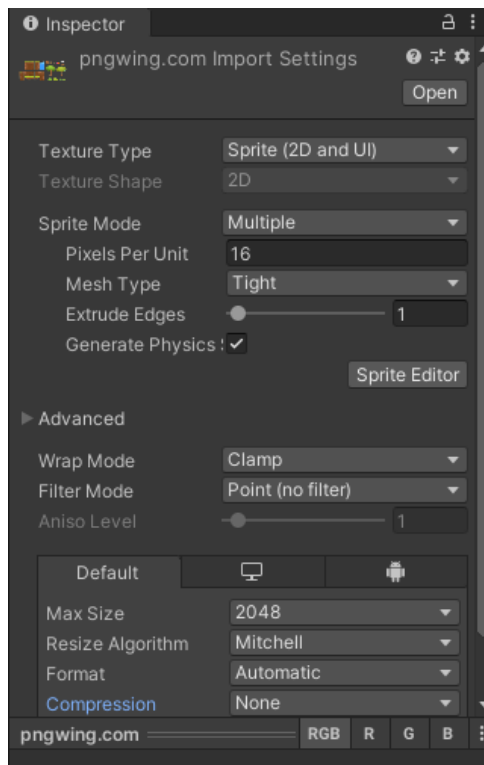 Inspector
pngwing.com Import Settings
Open
Texture Type Sprite (2D and UI)
Texture Shape 2D
Sprite Mode Multiple
Pixels Per Unit 16
Mesh Type Tight
Extrude Edges 1
Generate Physics
Sprite Editor
Advanced
Wrap Mode Clamp
Filter Mode Point (no filter)
Aniso Level 1
Default
Max Size 2048
Resize Algorithm Mitchell
Format Automatic
Compression None
pngwing.com RGB R G B